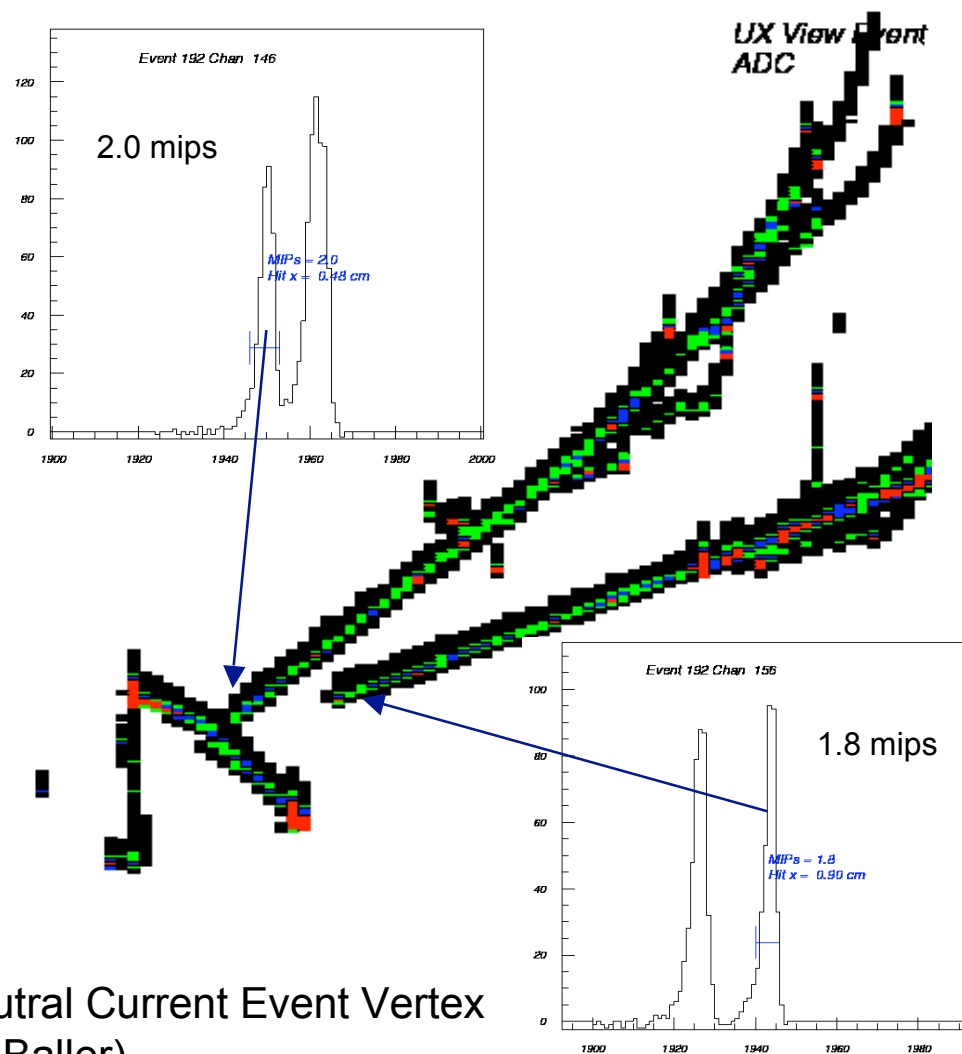 UX View Event
ADC
Event 192 Chan 146
2.0 mips
MIPs = 2.0
Hit x = 0.48 cm
120
100
80
60
40
20
0
1900 1920 1940 1960 1980 2000
Event 192 Chan 156
1.8 mips
MIPs = 1.8
Hit x = 0.90 cm
100
80
60
40
20
0
1900 1920 1940 1960 1980
utral Current Event Vertex
Baller)